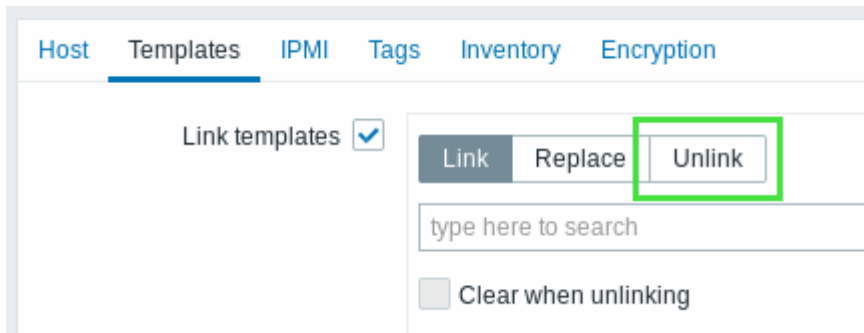 Host Templates IPMI Tags Inventory Encryption
Link templates
Link Replace Unlink
type here to search
Clear when unlinking